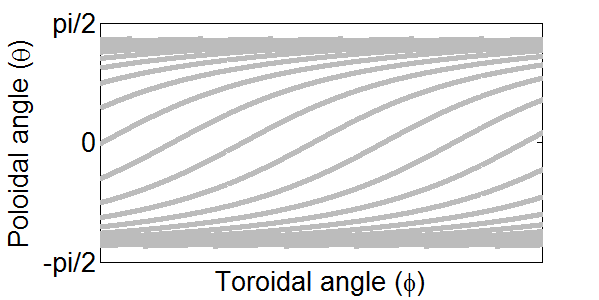 pi/2
Poloidal angle (θ)
0
-pi/2
Toroidal angle (ϕ)